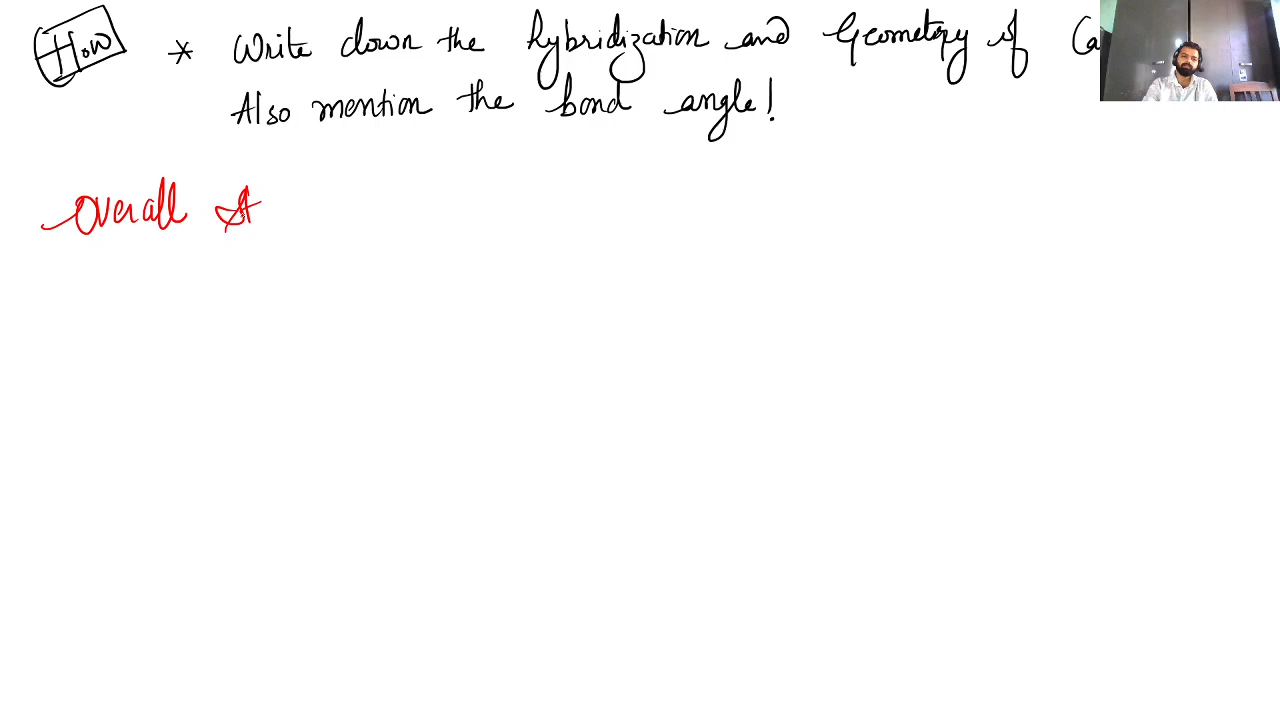 How * Write down the hybridization and Geometry of
Also mention the bond angle!
Overall